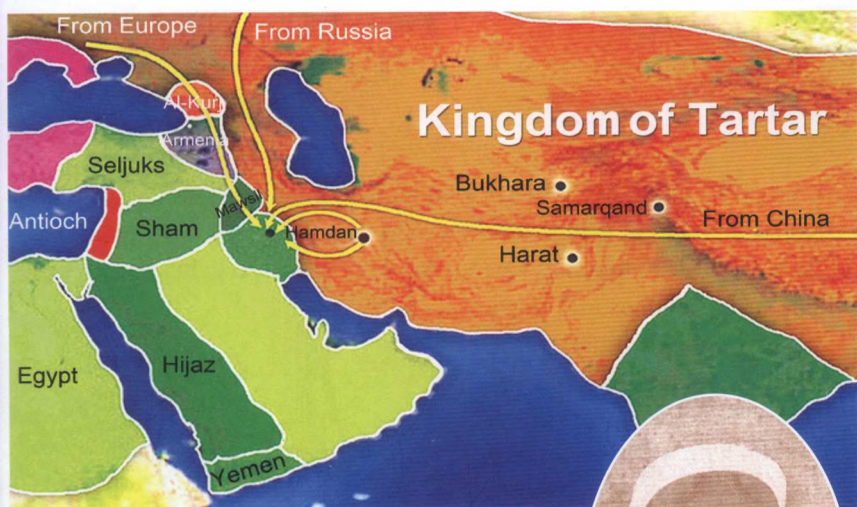 From Europe
From Russia
Al-Kurj
Armenia
Kingdom of Tartar
Seljuks
Bukhara
Mawsil
Samarqand
Antioch
Sham
Hamdan
From China
Harat
Egypt
Hijaz
Yemen